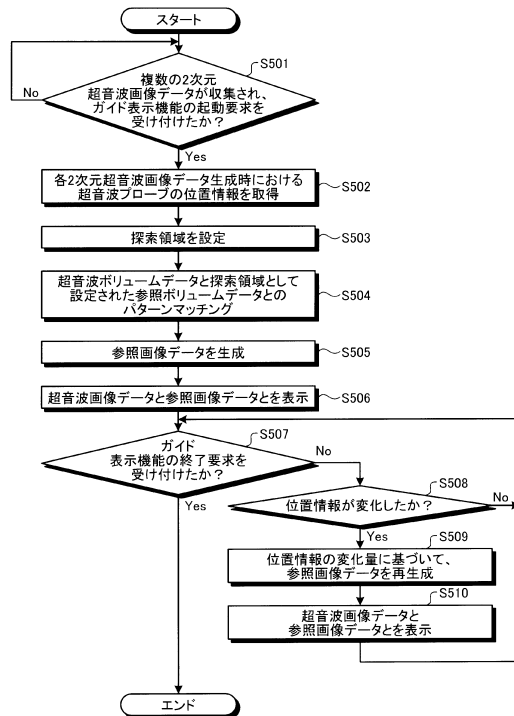 スタート
S501
複数の2次元
超音波画像データが収集され、
ガイド表示機能の起動要求を
受け付けたか？
No
Yes
各2次元超音波画像データ生成時における
超音波プローブの位置情報を取得
S502
探索領域を設定
S503
超音波ボリュームデータと探索領域として
設定された参照ボリュームデータとの
パターンマッチング
S504
参照画像データを生成
S505
超音波画像データと参照画像データとを表示
S506
S507
ガイド
表示機能の終了要求を
受け付けたか？
No
Yes
S508
位置情報が変化したか？
No
Yes
S509
位置情報の変化量に基づいて、
参照画像データを再生成
S510
超音波画像データと
参照画像データとを表示
エンド